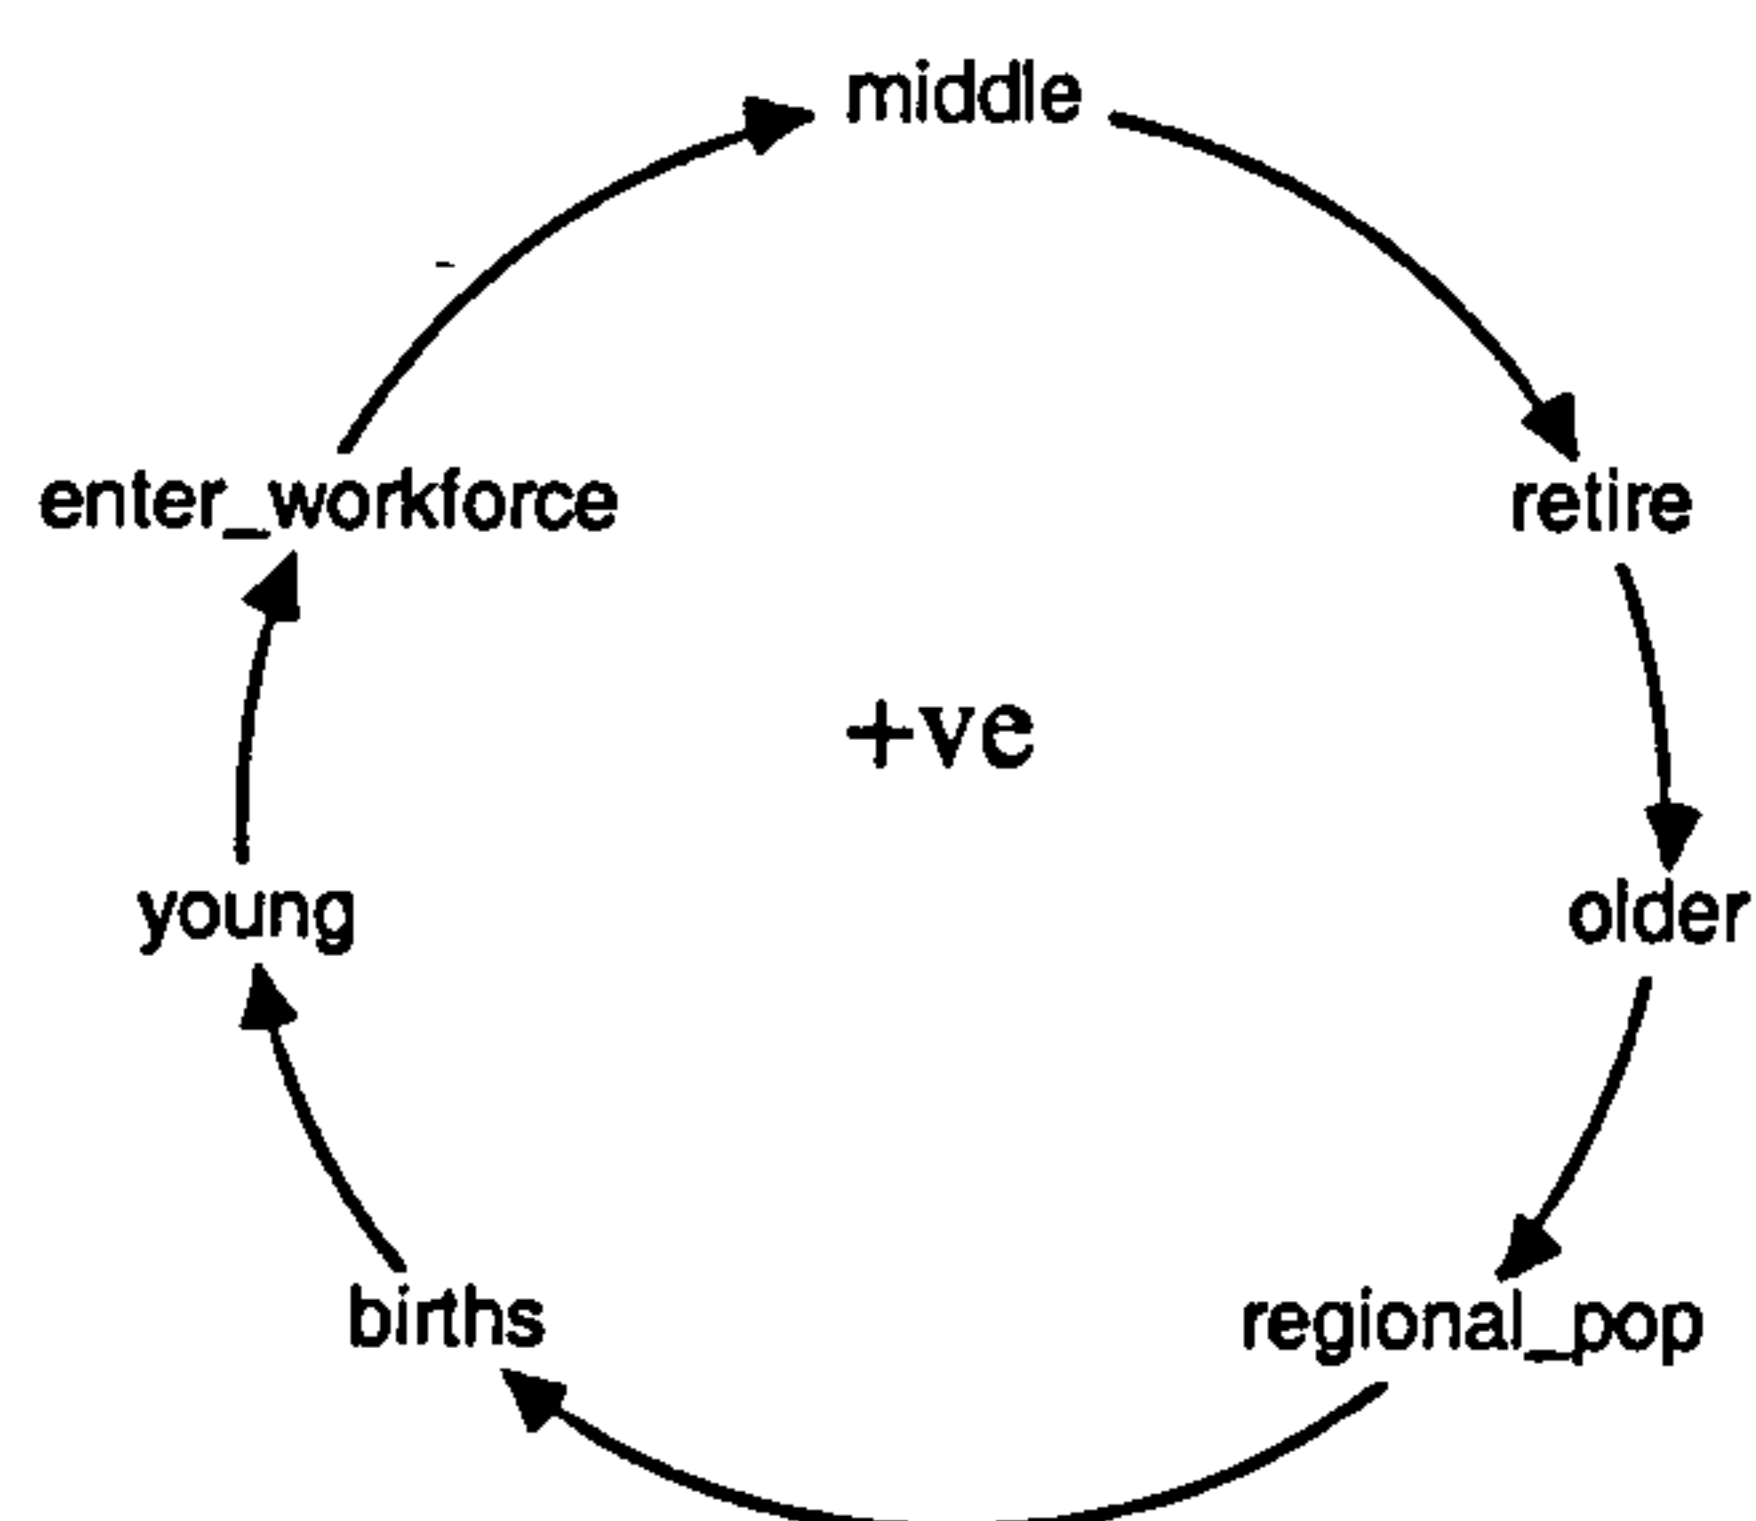 middle
enter_workforce
retire
+ve
young
older
births
regional_pop